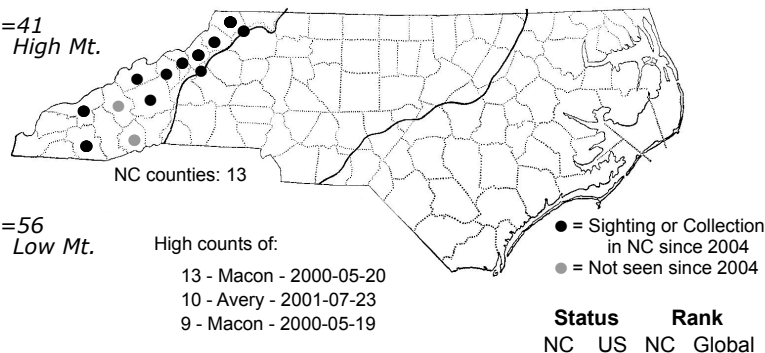 =41
High Mt.
NC counties: 13
=56
Low Mt.
High counts of:
13 - Macon - 2000-05-20
10 - Avery - 2001-07-23
9 - Macon - 2000-05-19
● = Sighting or Collection
in NC since 2004
● = Not seen since 2004
Status Rank
NC US NC Global